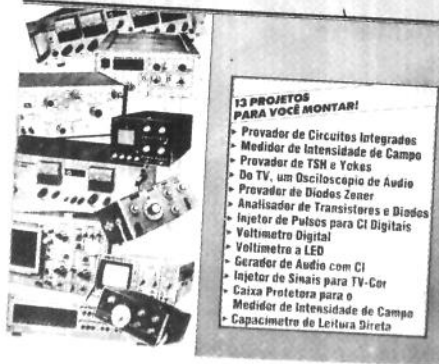 13 PROJETOS
PARA VOCÊ MONTAR!
▸ Provador de Circuitos Integrados
▸ Medidor de Intensidade de Campo
▸ Provador de TSH e Yokes
▸ Do TV, um Osciloscopio de Áudio
▸ Provador de Diodos Zener
▸ Analisador de Transistores e Diodos
▸ Injetor de Pulsos para CI Digitais
▸ Voltímetro Digital
▸ Voltímetro a LED
▸ Gerador de Audio com CI
▸ Injetor de Sinais para TV-Cor
▸ Caixa Protetora para o
Medidor de Intensidade de Campo
▸ Capacímetro de Leitura Direta